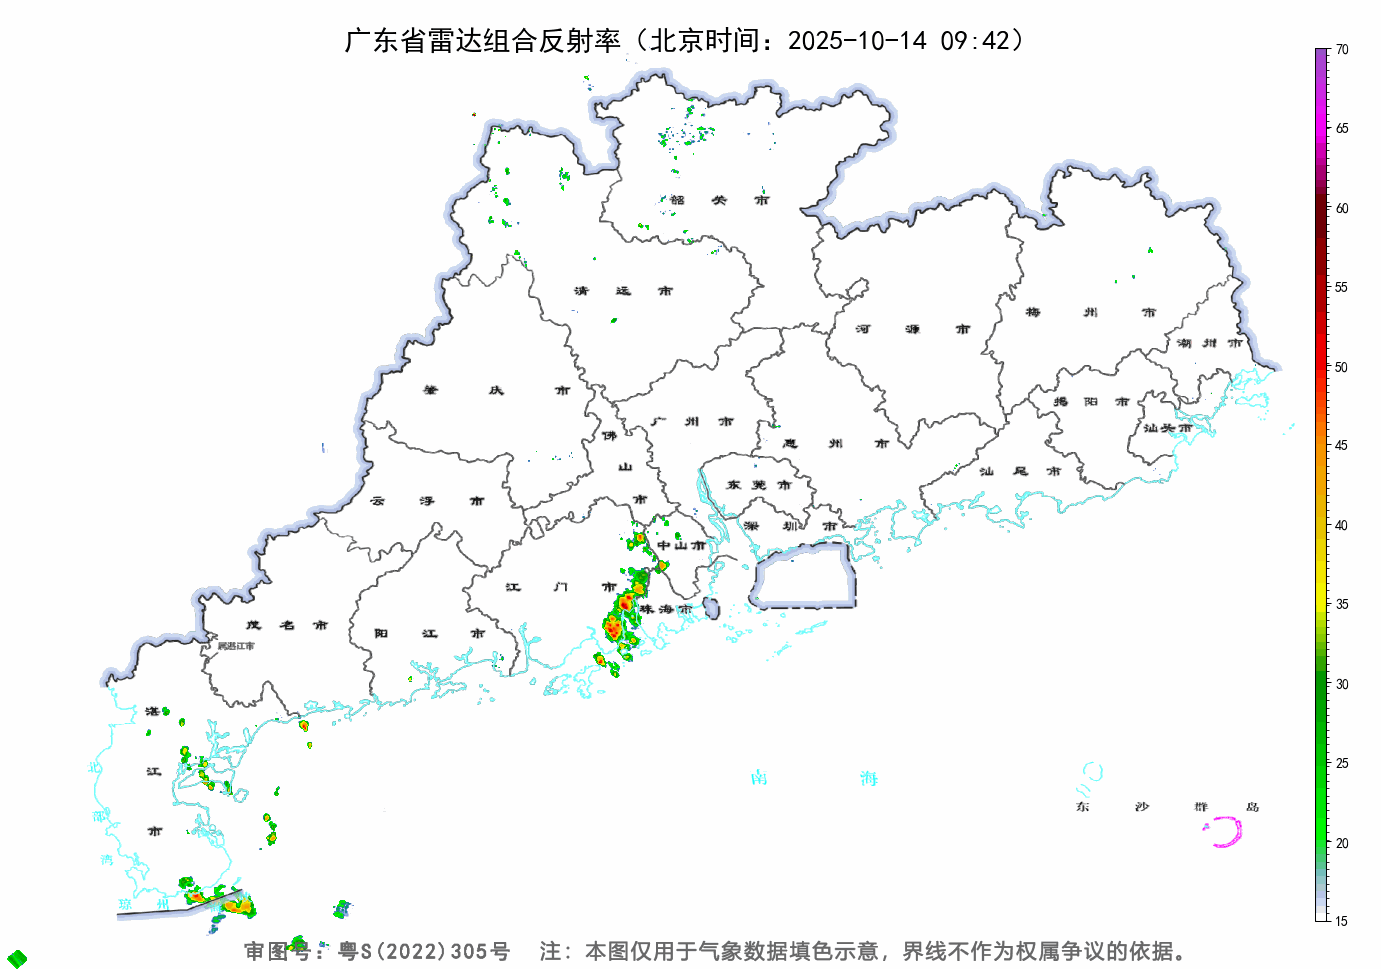 广东省雷达组合反射率（北京时间：2025-10-14 09:42）
70
65
60
55
50
45
40
35
30
25
20
15
韶关市
清远市
河源市
梅州市
潮州市
肇庆市
广州市
佛山市
惠州市
揭阳市
汕头市
汕尾市
东莞市
云浮市
深圳市
中山市
江门市
珠海市
茂名市
阳江市
属湛江市
湛江市
北部湾
南海
东沙群岛
琼州
审图号：粤S(2022)305号 注：本图仅用于气象数据填色示意，界线不作为权属争议的依据。